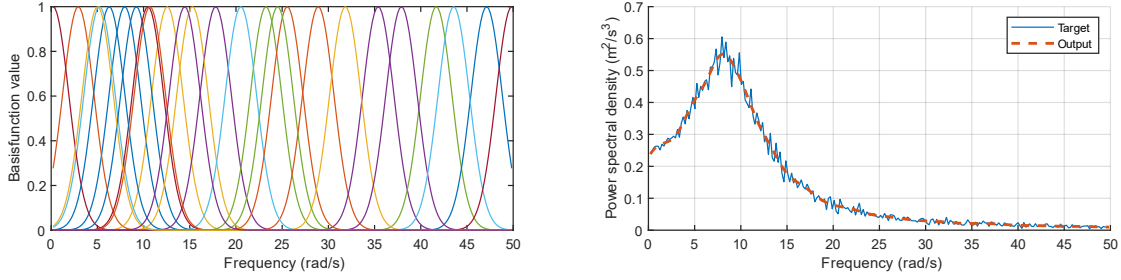 Basisfunction value
1
0.8
0.6
0.4
0.2
0
0 5 10 15 20 25 30 35 40 45 50
Frequency (rad/s)
Power spectral density (m²/s³)
0.7
0.6
0.5
0.4
0.3
0.2
0.1
0
0 5 10 15 20 25 30 35 40 45 50
Frequency (rad/s)
Target
Output